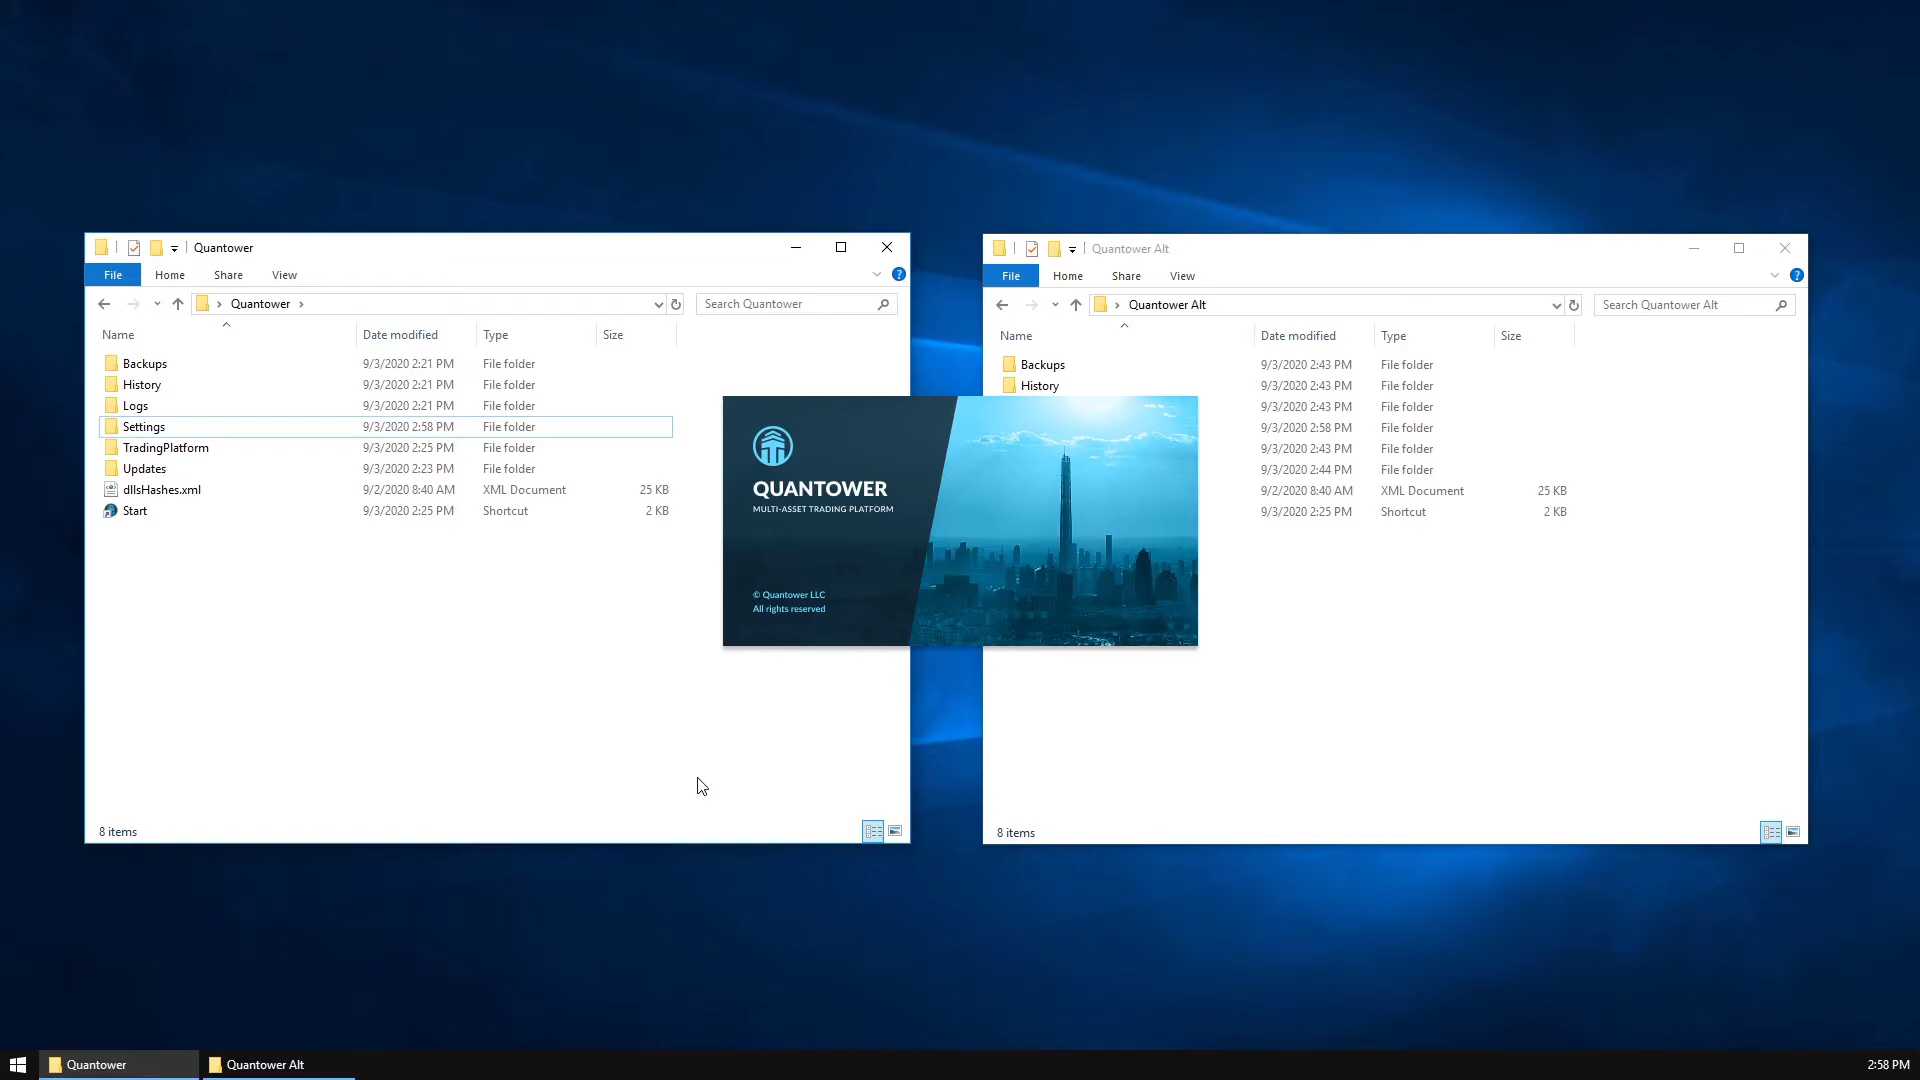 Quantower
File Home Share View
Quantower
Search Quantower
Name Date modified Type Size
Backups 9/3/2020 2:21 PM File folder
History 9/3/2020 2:21 PM File folder
Logs 9/3/2020 2:21 PM File folder
Settings 9/3/2020 2:58 PM File folder
TradingPlatform 9/3/2020 2:25 PM File folder
Updates 9/3/2020 2:23 PM File folder
dllsHashes.xml 9/2/2020 8:40 AM XML Document 25 KB
Start 9/3/2020 2:25 PM Shortcut 2 KB
8 items
QUANTOWER
MULTI-ASSET TRADING PLATFORM
© Quantower LLC
All rights reserved
Quantower Alt
File Home Share View
Quantower Alt
Search Quantower Alt
Name Date modified Type Size
Backups 9/3/2020 2:43 PM File folder
History 9/3/2020 2:43 PM File folder
9/3/2020 2:43 PM File folder
9/3/2020 2:58 PM File folder
9/3/2020 2:43 PM File folder
9/3/2020 2:44 PM File folder
9/2/2020 8:40 AM XML Document 25 KB
9/3/2020 2:25 PM Shortcut 2 KB
8 items
Quantower
Quantower Alt
2:58 PM